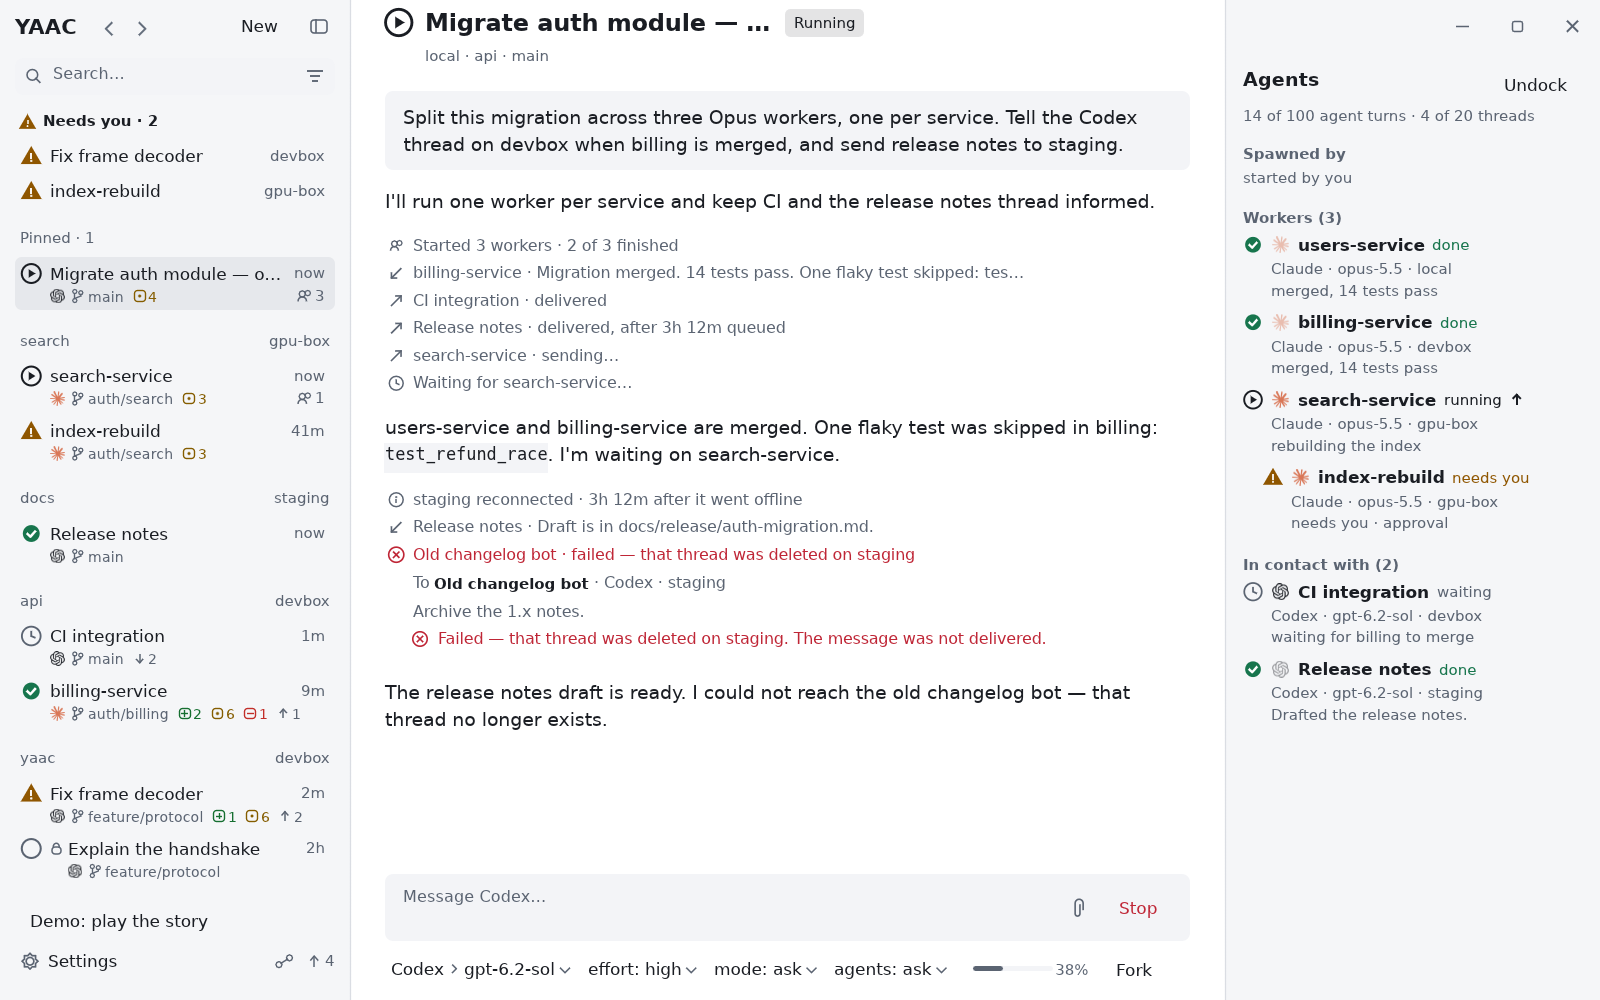 YAAC
New
Search…
Needs you · 2
Fix frame decoder devbox
index-rebuild gpu-box
Pinned · 1
Migrate auth module — o… now
main 4 3
search gpu-box
search-service now
auth/search 3 1
index-rebuild 41m
auth/search 3
docs staging
Release notes now
main
api devbox
CI integration 1m
main 2
billing-service 9m
auth/billing 2 6 1 1
yaac devbox
Fix frame decoder 2m
feature/protocol 1 6 2
Explain the handshake 2h
feature/protocol
Demo: play the story
Settings 4
Migrate auth module — … Running
local · api · main
Split this migration across three Opus workers, one per service. Tell the Codex
thread on devbox when billing is merged, and send release notes to staging.
I'll run one worker per service and keep CI and the release notes thread informed.
Started 3 workers · 2 of 3 finished
billing-service · Migration merged. 14 tests pass. One flaky test skipped: tes…
CI integration · delivered
Release notes · delivered, after 3h 12m queued
search-service · sending…
Waiting for search-service…
users-service and billing-service are merged. One flaky test was skipped in billing:
test_refund_race. I'm waiting on search-service.
staging reconnected · 3h 12m after it went offline
Release notes · Draft is in docs/release/auth-migration.md.
Old changelog bot · failed — that thread was deleted on staging
To Old changelog bot · Codex · staging
Archive the 1.x notes.
Failed — that thread was deleted on staging. The message was not delivered.
The release notes draft is ready. I could not reach the old changelog bot — that
thread no longer exists.
Message Codex…
Stop
Codex gpt-6.2-sol effort: high mode: ask agents: ask 38% Fork
Agents
Undock
14 of 100 agent turns · 4 of 20 threads
Spawned by
started by you
Workers (3)
users-service done
Claude · opus-5.5 · local
merged, 14 tests pass
billing-service done
Claude · opus-5.5 · devbox
merged, 14 tests pass
search-service running
Claude · opus-5.5 · gpu-box
rebuilding the index
index-rebuild needs you
Claude · opus-5.5 · gpu-box
needs you · approval
In contact with (2)
CI integration waiting
Codex · gpt-6.2-sol · devbox
waiting for billing to merge
Release notes done
Codex · gpt-6.2-sol · staging
Drafted the release notes.